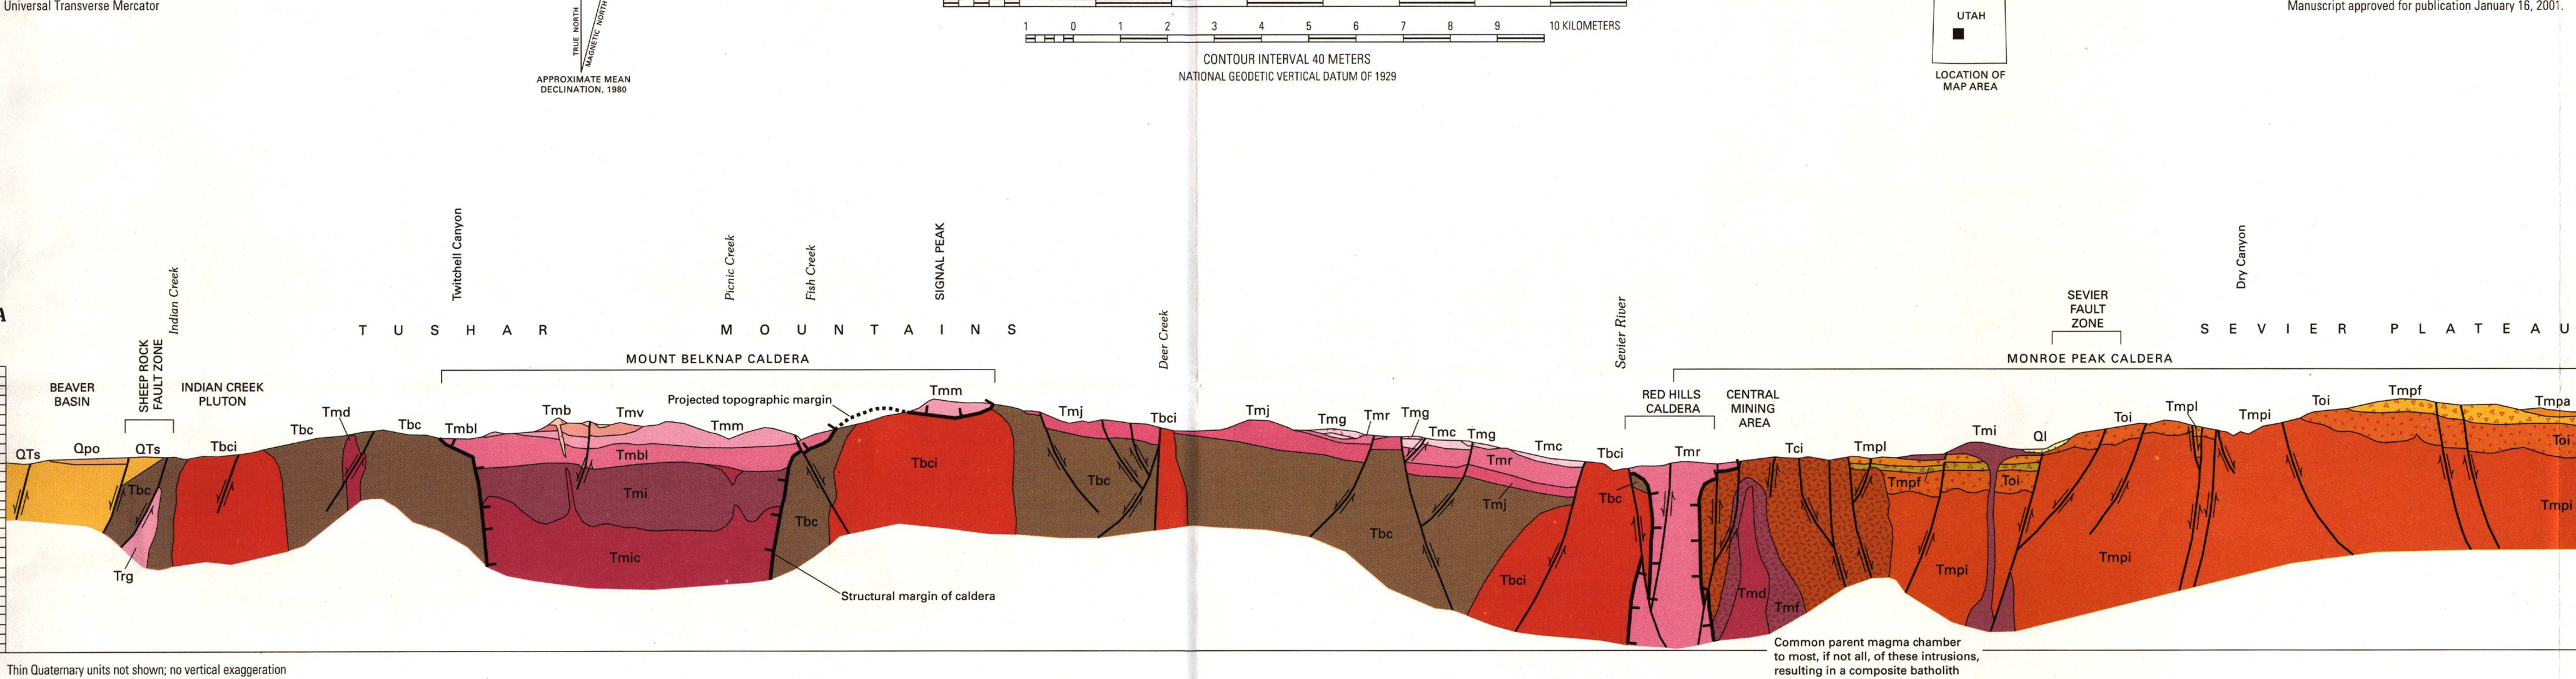 Universal Transverse Mercator
TRUE NORTH
MAGNETIC NORTH
APPROXIMATE MEAN
DECLINATION, 1980
1 0 1 2 3 4 5 6 7 8 9 10 KILOMETERS
CONTOUR INTERVAL 40 METERS
NATIONAL GEODETIC VERTICAL DATUM OF 1929
UTAH
LOCATION OF
MAP AREA
Manuscript approved for publication January 16, 2001.
A
BEAVER
BASIN
SHEEP ROCK
FAULT ZONE
Indian Creek
INDIAN CREEK
PLUTON
TUSHAR MOUNTAINS
Twitchell Canyon
Picnic Creek
Fish Creek
SIGNAL PEAK
MOUNT BELKNAP CALDERA
Projected topographic margin
Deer Creek
Sevier River
RED HILLS
CALDERA
CENTRAL
MINING
AREA
SEVIER
FAULT
ZONE
Dry Canyon
SEVIER PLATEAU
MONROE PEAK CALDERA
QTs Qpo QTs Tbci Tbc Tmd Tbc Tmbl Tmb Tmv Tmm Tmm Tmj Tbci Tmj Tmg Tmr Tmg Tmc Tmg Tmc Tbci Tmr Tci Tmpl Tmi Ql Toi Tmpl Tmpi Toi Tmpf Tmpa
Tbc Tmbl Tmi Tbc Tbci Tbc Tmr Tmj Tbc Tmpf Toi Toi
Trg Tmic Tbc Tbci Tmd Tmf Tmpi Tmpi Tmpi
Structural margin of caldera
Common parent magma chamber
to most, if not all, of these intrusions,
resulting in a composite batholith
Thin Quaternary units not shown; no vertical exaggeration